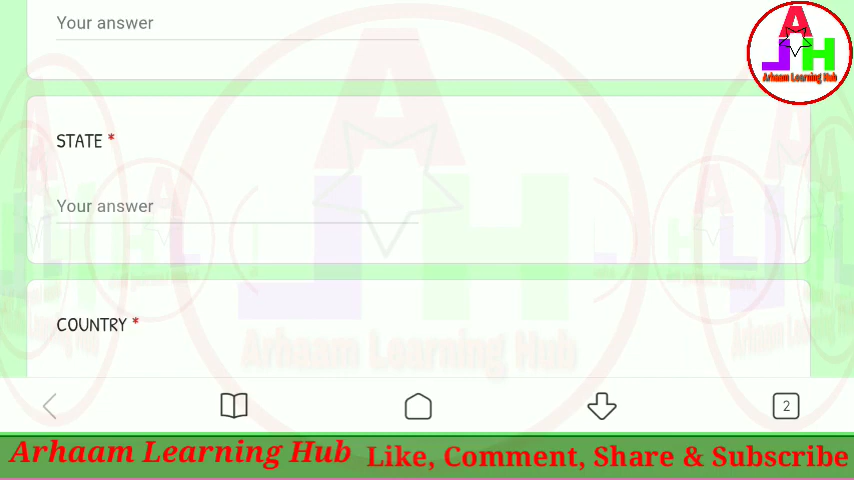 Your answer
A
L H
Arhaam Learning Hub
STATE *
Your answer
COUNTRY *
Arhaam Learning Hub
2
Arhaam Learning Hub Like, Comment, Share & Subscribe